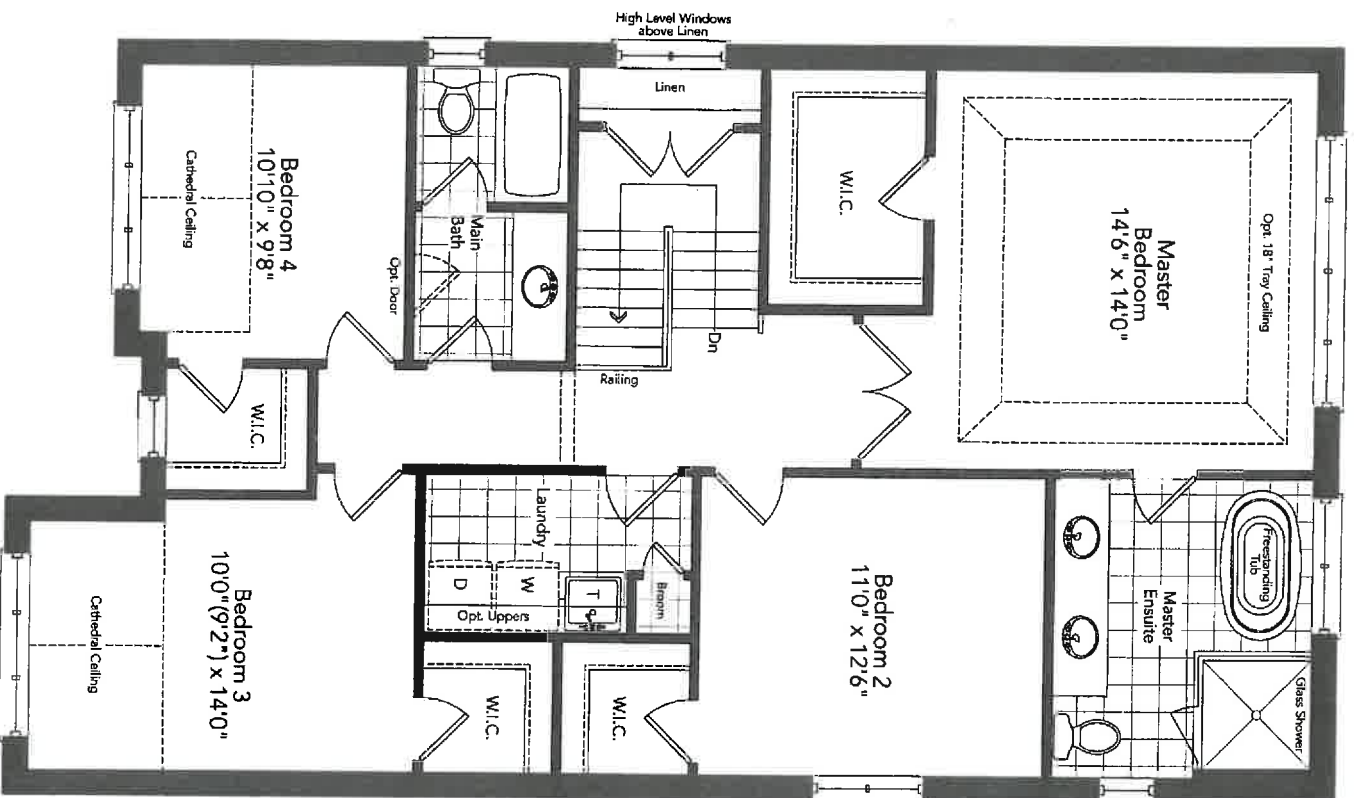 High Level Windows
above Linen
Linen
W.I.C.
Master
Bedroom
14'6" x 14'0"
Opt. 18" Tray Ceiling
Bedroom 4
10'10" x 9'8"
Cathedral Ceiling
Opt. Door
Main
Bath
Dn
Railing
W.I.C.
Laundry
D
W
T
Opt. Uppers
Broom
Bedroom 2
11'0" x 12'6"
Master
Ensuite
Freestanding
Tub
Glass Shower
Bedroom 3
10'0"(9'2") x 14'0"
Cathedral Ceiling
W.I.C.
W.I.C.